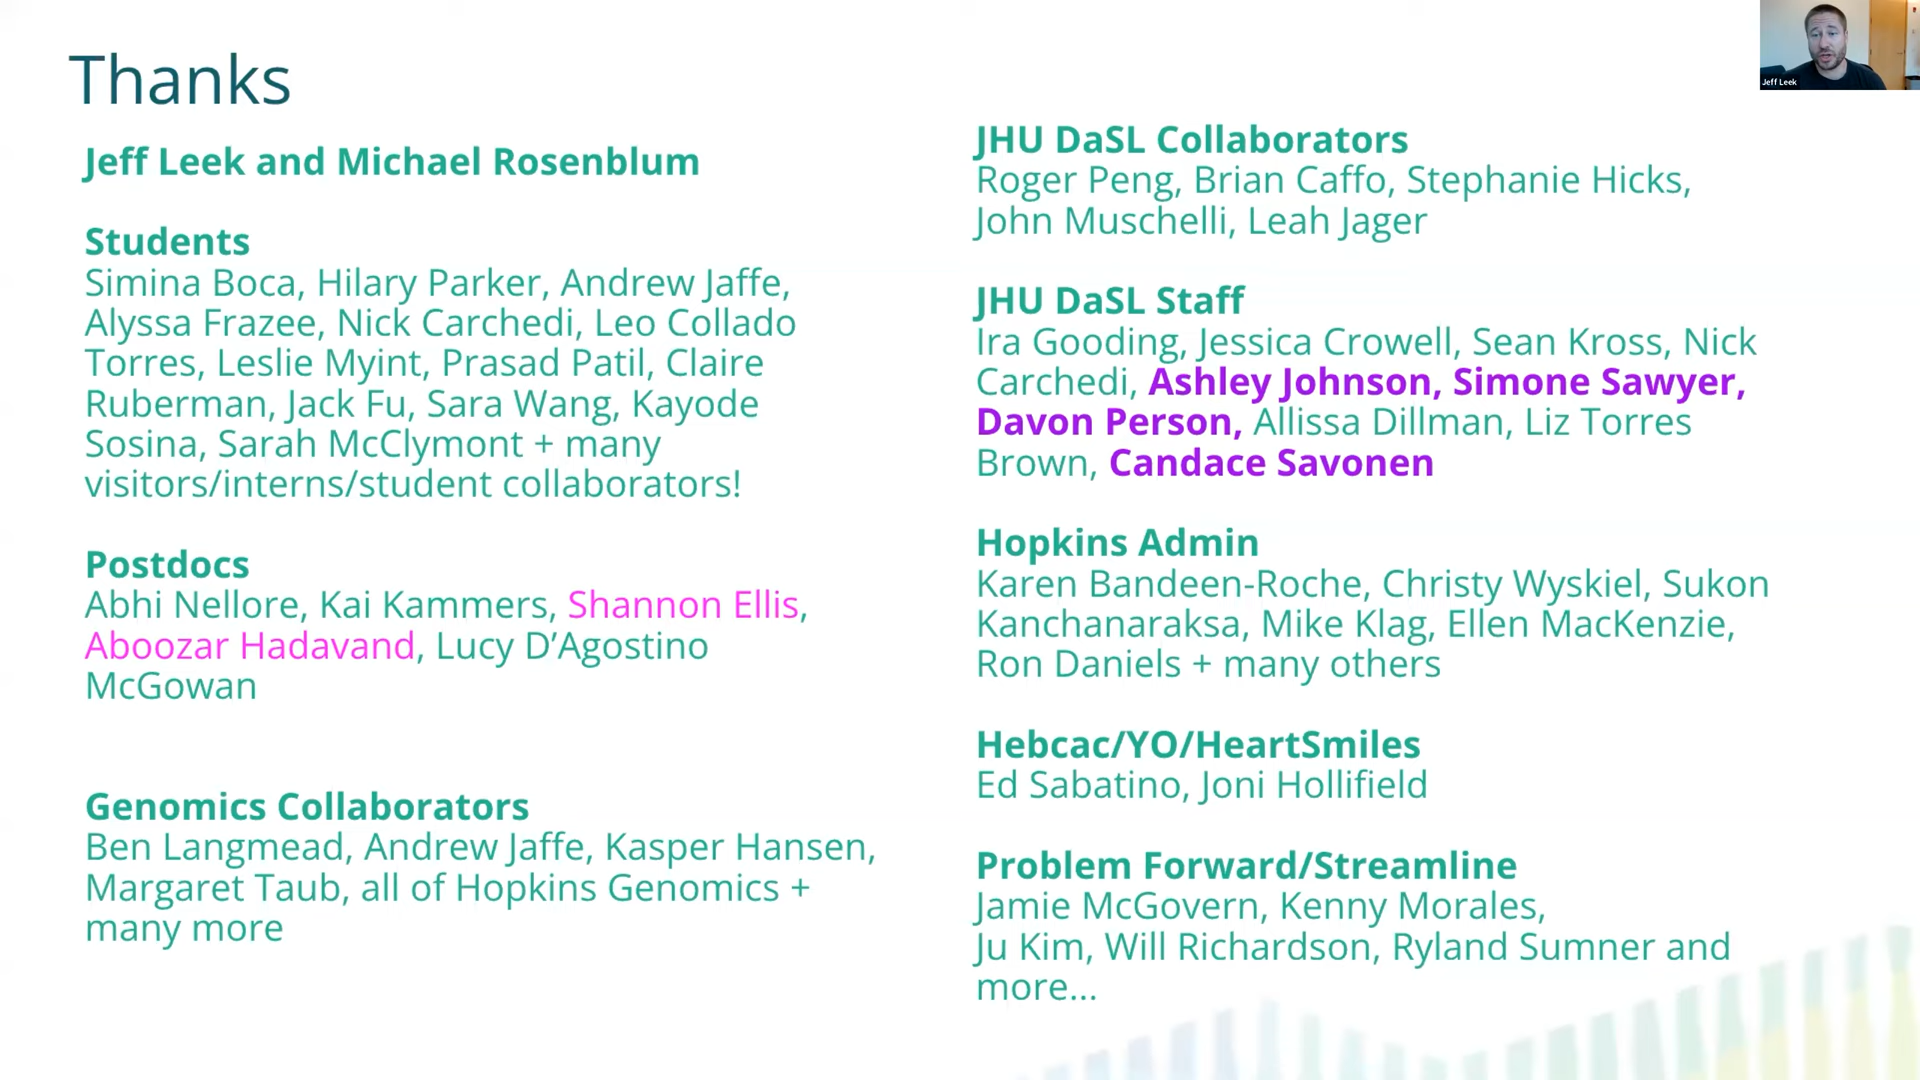 Thanks
Jeff Leek and Michael Rosenblum
Students
Simina Boca, Hilary Parker, Andrew Jaffe,
Alyssa Frazee, Nick Carchedi, Leo Collado
Torres, Leslie Myint, Prasad Patil, Claire
Ruberman, Jack Fu, Sara Wang, Kayode
Sosina, Sarah McClymont + many
visitors/interns/student collaborators!
Postdocs
Abhi Nellore, Kai Kammers, Shannon Ellis,
Aboozar Hadavand, Lucy D’Agostino
McGowan
Genomics Collaborators
Ben Langmead, Andrew Jaffe, Kasper Hansen,
Margaret Taub, all of Hopkins Genomics +
many more
JHU DaSL Collaborators
Roger Peng, Brian Caffo, Stephanie Hicks,
John Muschelli, Leah Jager
JHU DaSL Staff
Ira Gooding, Jessica Crowell, Sean Kross, Nick
Carchedi, Ashley Johnson, Simone Sawyer,
Davon Person, Allissa Dillman, Liz Torres
Brown, Candace Savonen
Hopkins Admin
Karen Bandeen-Roche, Christy Wyskiel, Sukon
Kanchanaraksa, Mike Klag, Ellen MacKenzie,
Ron Daniels + many others
Hebcac/YO/HeartSmiles
Ed Sabatino, Joni Hollifield
Problem Forward/Streamline
Jamie McGovern, Kenny Morales,
Ju Kim, Will Richardson, Ryland Sumner and
more...
Jeff Leek